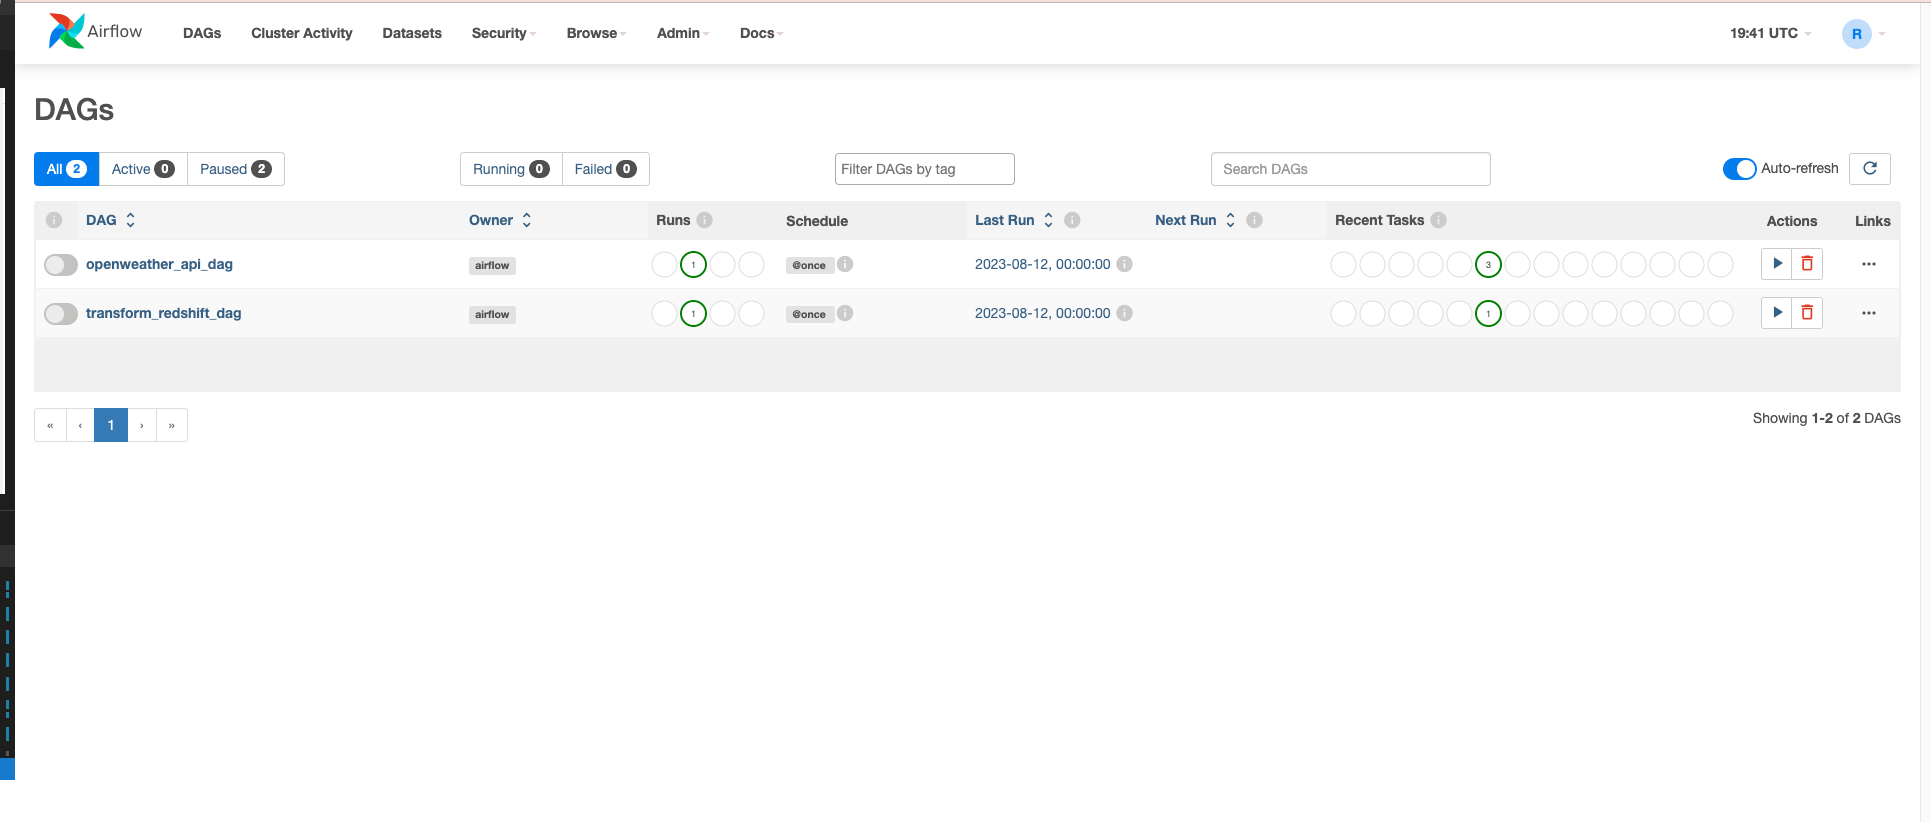 Airflow DAGs Cluster Activity Datasets Security Browse Admin Docs 19:41 UTC R
DAGs
All 2 Active 0 Paused 2 Running 0 Failed 0 Filter DAGs by tag Search DAGs Auto-refresh
i DAG Owner Runs i Schedule Last Run i Next Run i Recent Tasks i Actions Links
openweather_api_dag airflow 1 @once i 2023-08-12, 00:00:00 i 3 ...
transform_redshift_dag airflow 1 @once i 2023-08-12, 00:00:00 i 1 ...
« ‹ 1 › » Showing 1-2 of 2 DAGs